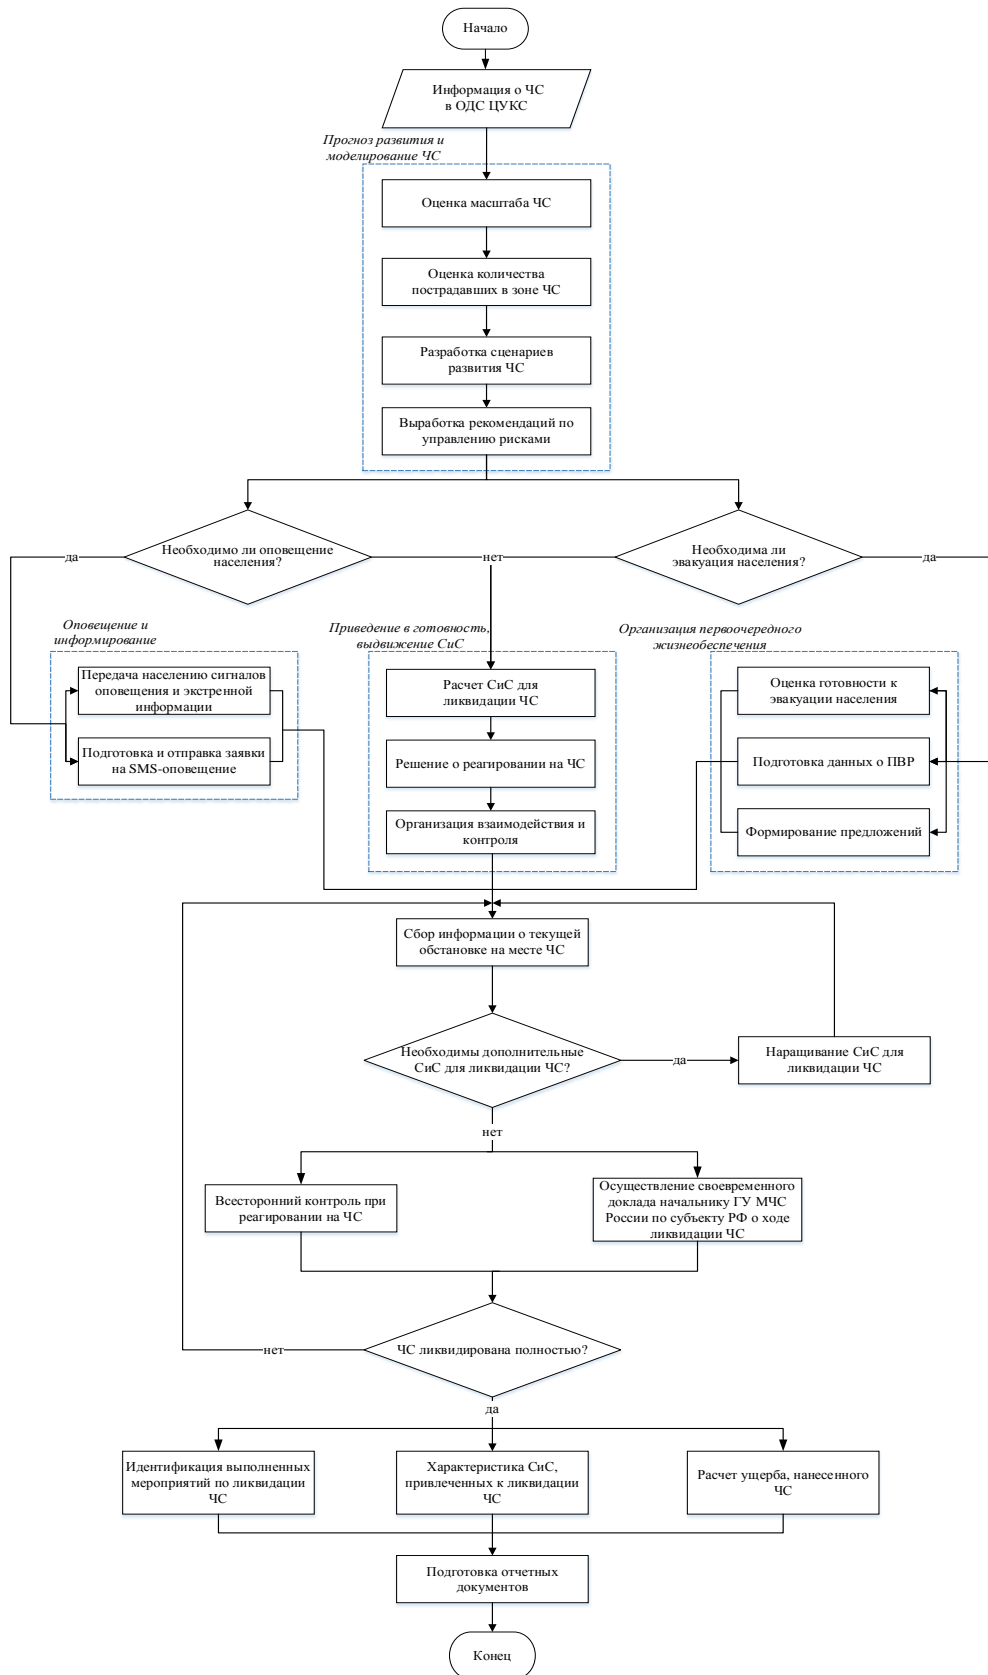 Начало
Информация о ЧС
в ОДС ЦУКС
Прогноз развития и
моделирование ЧС
Оценка масштаба ЧС
Оценка количества
пострадавших в зоне ЧС
Разработка сценариев
развития ЧС
Выработка рекомендаций по
управлению рисками
Необходимо ли оповещение
населения?
Необходима ли
эвакуация населения?
да
нет
да
Оповещение и
информирование
Передача населению сигналов
оповещения и экстренной
информации
Подготовка и отправка заявки
на SMS-оповещение
Приведение в готовность,
выдвижение СиС
Расчет СиС для
ликвидации ЧС
Решение о реагировании на ЧС
Организация взаимодействия и
контроля
Организация первоочередного
жизнеобеспечения
Оценка готовности к
эвакуации населения
Подготовка данных о ПВР
Формирование предложений
Сбор информации о текущей
обстановке на месте ЧС
Необходимы дополнительные
СиС для ликвидации ЧС?
да
Наращивание СиС для
ликвидации ЧС
нет
Всесторонний контроль при
реагировании на ЧС
Осуществление своевременного
доклада начальнику ГУ МЧС
России по субъекту РФ о ходе
ликвидации ЧС
ЧС ликвидирована полностью?
нет
да
Идентификация выполненных
мероприятий по ликвидации
ЧС
Характеристика СиС,
привлеченных к ликвидации
ЧС
Расчет ущерба, нанесенного
ЧС
Подготовка отчетных
документов
Конец